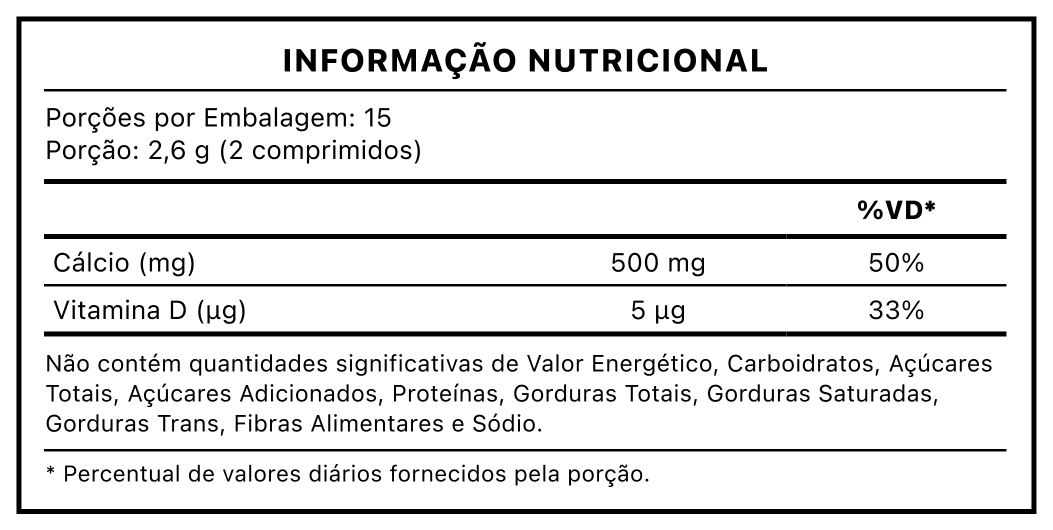 INFORMAÇÃO NUTRICIONAL
Porções por Embalagem: 15
Porção: 2,6 g (2 comprimidos)
%VD*
Cálcio (mg) 500 mg 50%
Vitamina D (µg) 5 µg 33%
Não contém quantidades significativas de Valor Energético, Carboidratos, Açúcares
Totais, Açúcares Adicionados, Proteínas, Gorduras Totais, Gorduras Saturadas,
Gorduras Trans, Fibras Alimentares e Sódio.
* Percentual de valores diários fornecidos pela porção.